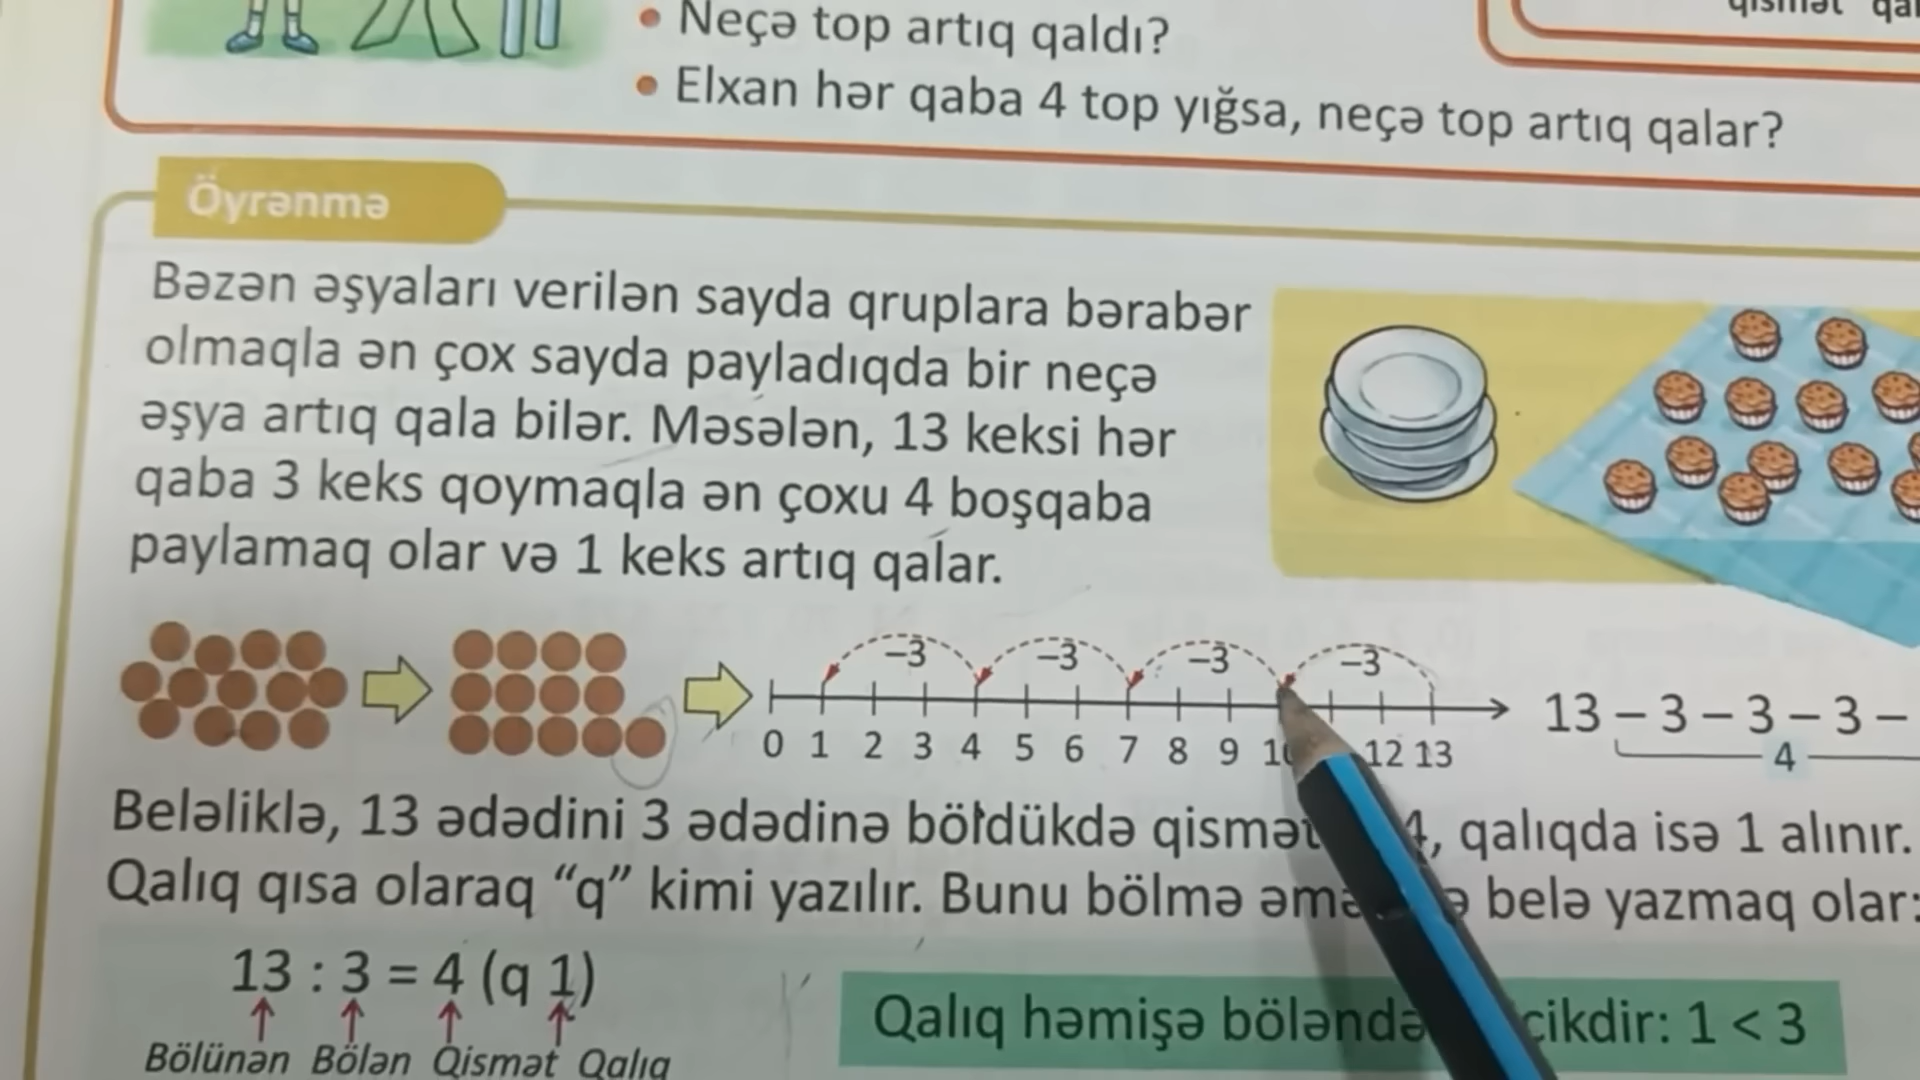 • Neçə top artıq qaldı?
• Elxan hər qaba 4 top yığsa, neçə top artıq qalar?
Öyrənmə
Bəzən əşyaları verilən sayda qruplara bərabər
olmaqla ən çox sayda payladıqda bir neçə
əşya artıq qala bilər. Məsələn, 13 keksi hər
qaba 3 keks qoymaqla ən çoxu 4 boşqaba
paylamaq olar və 1 keks artıq qalar.
–3 –3 –3 –3
0 1 2 3 4 5 6 7 8 9 12 13
13 – 3 – 3 – 3 –
4
Beləliklə, 13 ədədini 3 ədədinə böldükdə 4, qalıqda isə 1 alınır.
Qalıq qısa olaraq “q” kimi yazılır. Bunu bölmə belə yazmaq olar:
13 : 3 = 4 (q 1)
Bölünən Bölən Qismət Qalıq
Qalıq həmişə 1 < 3